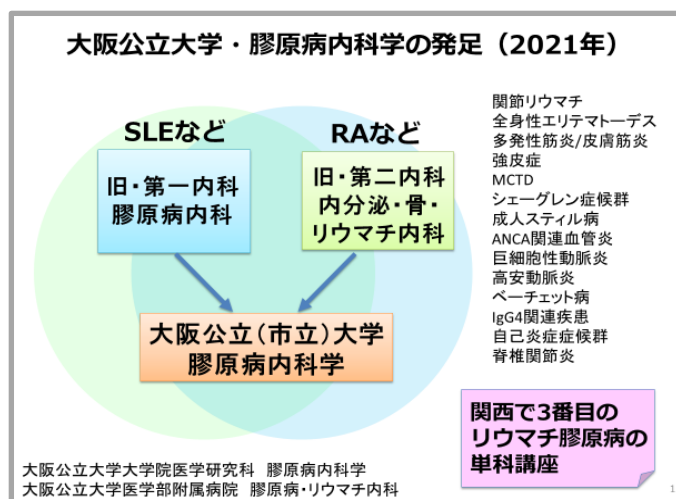 大阪公立大学・膠原病内科学の発足（2021年）
SLEなど
旧・第一内科
膠原病内科
RAなど
旧・第二内科
内分泌・骨・
リウマチ内科
大阪公立(市立)大学
膠原病内科学
関節リウマチ
全身性エリテマトーデス
多発性筋炎/皮膚筋炎
強皮症
MCTD
シェーグレン症候群
成人スティル病
ANCA関連血管炎
巨細胞性動脈炎
高安動脈炎
ベーチェット病
IgG4関連疾患
自己炎症症候群
脊椎関節炎
関西で3番目の
リウマチ膠原病の
単科講座
大阪公立大学大学院医学研究科 膠原病内科学
大阪公立大学医学部附属病院 膠原病・リウマチ内科
1